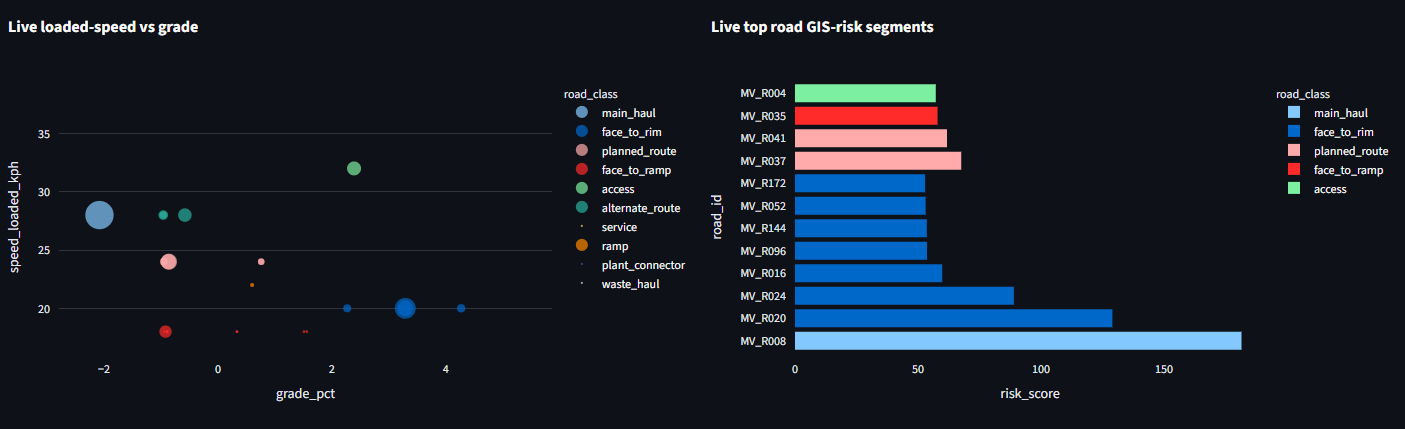 Live loaded-speed vs grade
speed_loaded_kph
35
30
25
20
−2
0
2
4
grade_pct
road_class
main_haul
face_to_rim
planned_route
face_to_ramp
access
alternate_route
service
ramp
plant_connector
waste_haul
Live top road GIS-risk segments
road_id
MV_R004
MV_R035
MV_R041
MV_R037
MV_R172
MV_R052
MV_R144
MV_R096
MV_R016
MV_R024
MV_R020
MV_R008
0
50
100
150
risk_score
road_class
main_haul
face_to_rim
planned_route
face_to_ramp
access